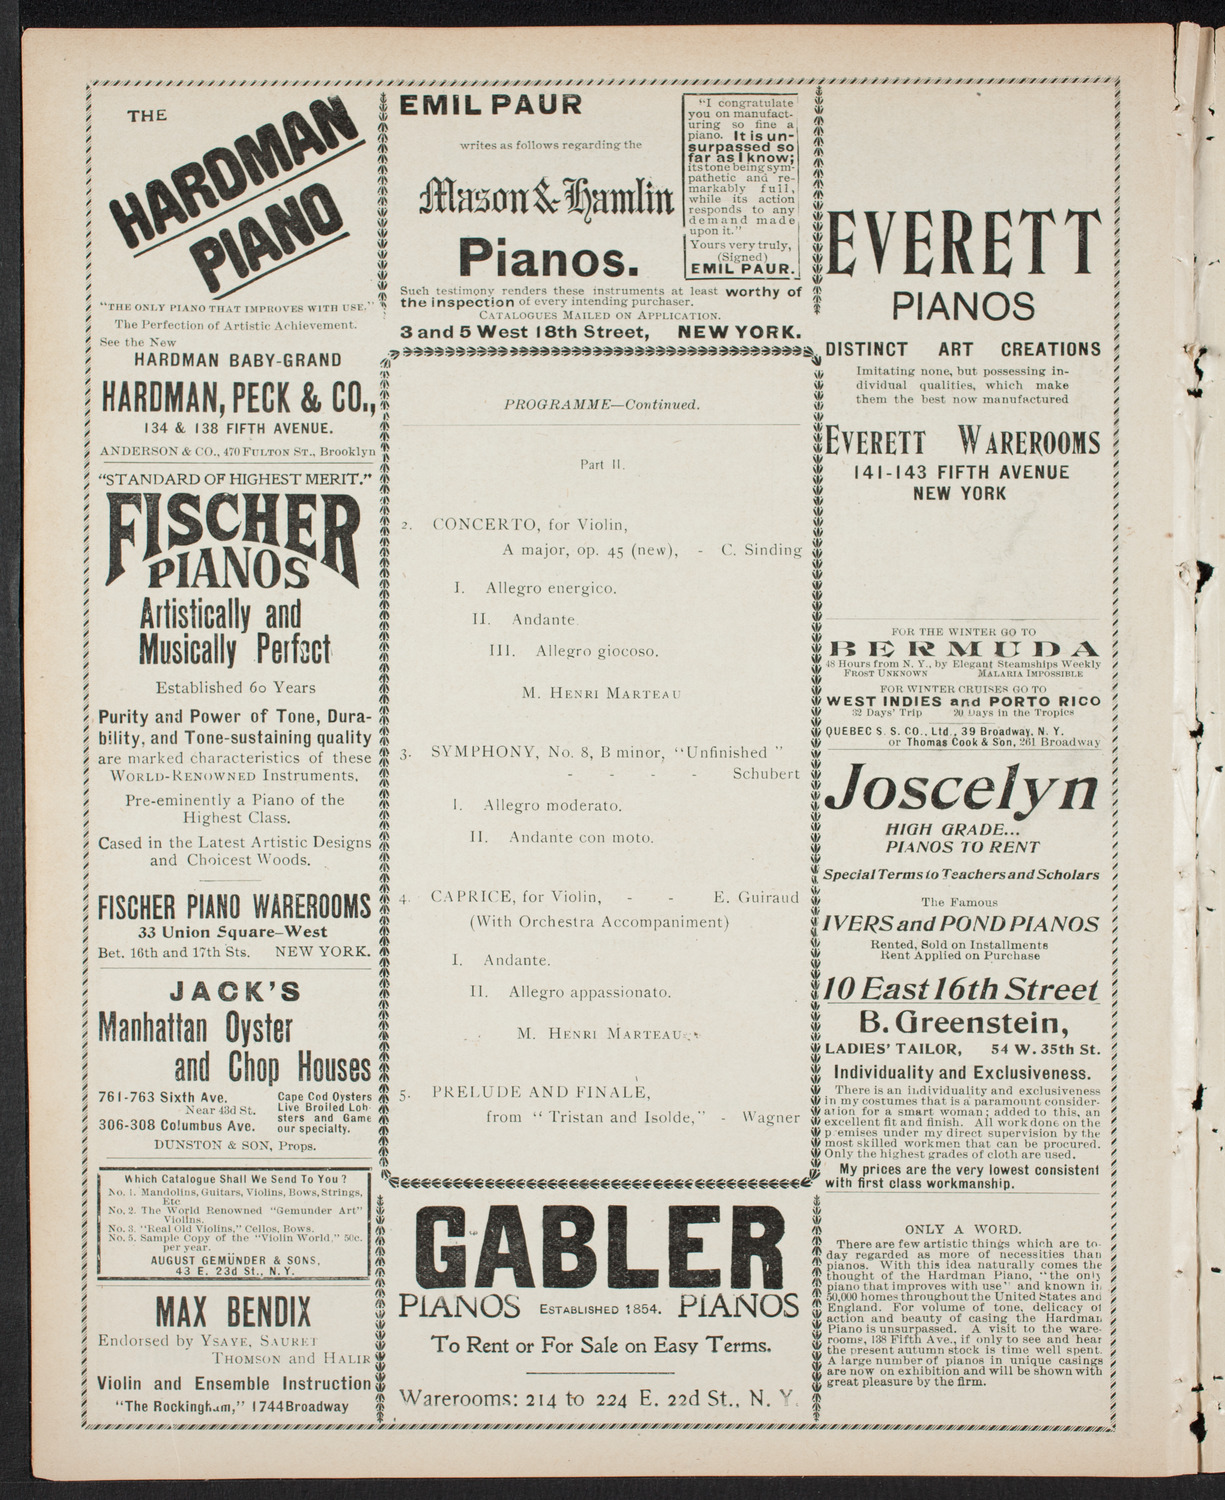 THE
HARDMAN
PIANO
"THE ONLY PIANO THAT IMPROVES WITH USE."
The Perfection of Artistic Achievement.
See the New
HARDMAN BABY-GRAND
HARDMAN, PECK & CO.,
134 & 138 FIFTH AVENUE.
ANDERSON & CO., 470 FULTON ST., Brooklyn
"STANDARD OF HIGHEST MERIT."
FISCHER
PIANOS
Artistically and
Musically Perfect
Established 60 Years
Purity and Power of Tone, Dura-
bility, and Tone-sustaining quality
are marked characteristics of these
WORLD-RENOWNED Instruments.
Pre-eminently a Piano of the
Highest Class.
Cased in the Latest Artistic Designs
and Choicest Woods.
FISCHER PIANO WAREROOMS
33 Union Square-West
Bet. 16th and 17th Sts. NEW YORK.
JACK'S
Manhattan Oyster
and Chop Houses
761-763 Sixth Ave.
Near 43d St.
306-308 Columbus Ave.
Cape Cod Oysters
Live Broiled Lob-
sters and Game
our specialty.
DUNSTON & SON, Props.
Which Catalogue Shall We Send To You?
No. 1. Mandolins, Guitars, Violins, Bows, Strings,
Etc
No. 2. The World Renowned "Gemunder Art"
Violins.
No. 3. "Real Old Violins," Cellos, Bows.
No. 5. Sample Copy of the "Violin World," 50c.
per year.
AUGUST GEMÜNDER & SONS,
43 E. 23d St., N. Y.
MAX BENDIX
Endorsed by YSAYE, SAURET
THOMSON and HALIR
Violin and Ensemble Instruction
"The Rockingham," 1744 Broadway
EMIL PAUR
writes as follows regarding the
Mason & Hamlin
Pianos.
"I congratulate
you on manufact-
uring so fine a
piano. It is un-
surpassed so
far as I know;
its tone being sym-
pathetic and re-
markably full,
while its action
responds to any
demand made
upon it."
Yours very truly,
(Signed)
EMIL PAUR.
Such testimony renders these instruments at least worthy of
the inspection of every intending purchaser.
CATALOGUES MAILED ON APPLICATION.
3 and 5 West 18th Street, NEW YORK.
PROGRAMME—Continued.
Part II.
2. CONCERTO, for Violin,
A major, op. 45 (new), - C. Sinding
I. Allegro energico.
II. Andante
III. Allegro giocoso.
M. HENRI MARTEAU
3. SYMPHONY, No. 8, B minor, "Unfinished "
- - - - Schubert
I. Allegro moderato.
II. Andante con moto.
4. CAPRICE, for Violin, - - E. Guiraud
(With Orchestra Accompaniment)
I. Andante.
II. Allegro appassionato.
M. HENRI MARTEAU
5. PRELUDE AND FINALE,
from " Tristan and Isolde," - Wagner
GABLER
PIANOS ESTABLISHED 1854. PIANOS
To Rent or For Sale on Easy Terms.
Warerooms: 214 to 224 E. 22d St., N. Y.
EVERETT
PIANOS
DISTINCT ART CREATIONS
Imitating none, but possessing in-
dividual qualities, which make
them the best now manufactured
EVERETT WAREROOMS
141-143 FIFTH AVENUE
NEW YORK
FOR THE WINTER GO TO
BERMUDA
48 Hours from N. Y., by Elegant Steamships Weekly
FROST UNKNOWN MALARIA IMPOSSIBLE
FOR WINTER CRUISES GO TO
WEST INDIES and PORTO RICO
32 Days' Trip 20 Days in the Tropics
QUEBEC S. S. CO., Ltd., 39 Broadway, N. Y.
or Thomas Cook & Son, 261 Broadway
Joscelyn
HIGH GRADE...
PIANOS TO RENT
Special Terms to Teachers and Scholars
The Famous
IVERS and POND PIANOS
Rented, Sold on Installments
Rent Applied on Purchase
10 East 16th Street
B. Greenstein,
LADIES' TAILOR, 54 W. 35th St.
Individuality and Exclusiveness.
There is an individuality and exclusiveness
in my costumes that is a paramount consider-
ation for a smart woman; added to this, an
excellent fit and finish. All work done on the
premises under my direct supervision by the
most skilled workmen that can be procured.
Only the highest grades of cloth are used.
My prices are the very lowest consistent
with first class workmanship.
ONLY A WORD.
There are few artistic things which are to-
day regarded as more of necessities than
pianos. With this idea naturally comes the
thought of the Hardman Piano, "the only
piano that improves with use" and known in
50,000 homes throughout the United States and
England. For volume of tone, delicacy of
action and beauty of casing the Hardman
Piano is unsurpassed. A visit to the ware-
rooms, 138 Fifth Ave., if only to see and hear
the present autumn stock is time well spent.
A large number of pianos in unique casings
are now on exhibition and will be shown with
great pleasure by the firm.